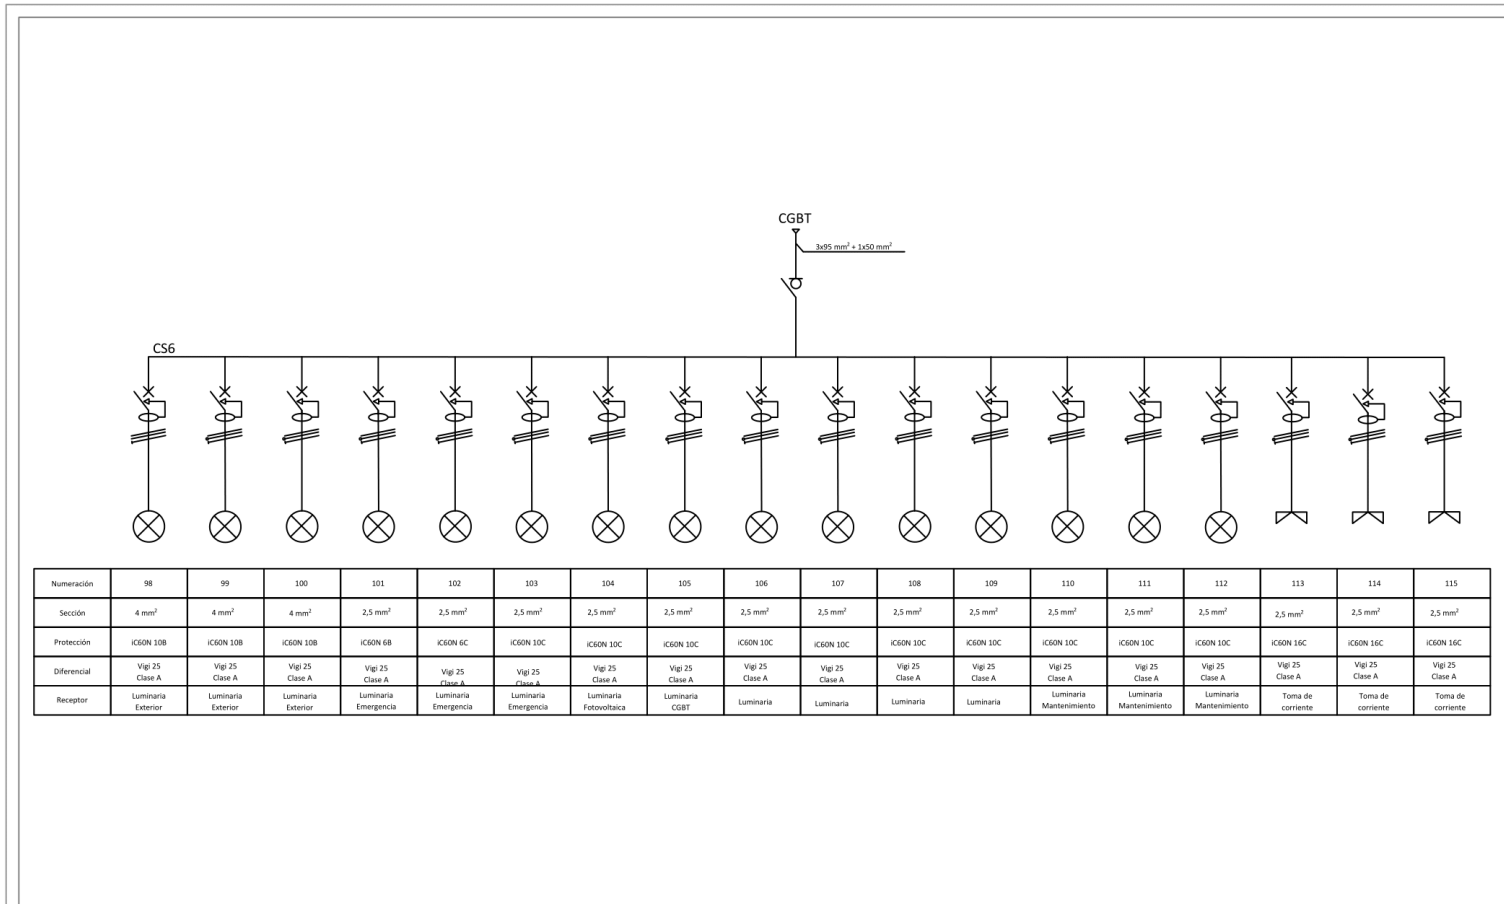 CGBT
3x95 mm² + 1x50 mm²
CS6
Numeración 98 99 100 101 102 103 104 105 106 107 108 109 110 111 112 113 114 115
Sección 4 mm² 4 mm² 4 mm² 2,5 mm² 2,5 mm² 2,5 mm² 2,5 mm² 2,5 mm² 2,5 mm² 2,5 mm² 2,5 mm² 2,5 mm² 2,5 mm² 2,5 mm² 2,5 mm² 2,5 mm² 2,5 mm² 2,5 mm²
Protección iC60N 10B iC60N 10B iC60N 10B iC60N 6B iC60N 6C iC60N 10C iC60N 10C iC60N 10C iC60N 10C iC60N 10C iC60N 10C iC60N 10C iC60N 10C iC60N 10C iC60N 10C iC60N 16C iC60N 16C iC60N 16C
Diferencial Vigi 25 Vigi 25 Vigi 25 Vigi 25 Vigi 25 Vigi 25 Vigi 25 Vigi 25 Vigi 25 Vigi 25 Vigi 25 Vigi 25 Vigi 25 Vigi 25 Vigi 25 Vigi 25 Vigi 25 Vigi 25
Clase A Clase A Clase A Clase A Clase A Clase A Clase A Clase A Clase A Clase A Clase A Clase A Clase A Clase A Clase A Clase A Clase A Clase A
Receptor Luminaria Luminaria Luminaria Luminaria Luminaria Luminaria Luminaria Luminaria Luminaria Luminaria Luminaria Luminaria Luminaria Luminaria Luminaria Toma de Toma de Toma de
Exterior Exterior Exterior Emergencia Emergencia Emergencia Fotovoltaica CGBT Mantenimiento Mantenimiento Mantenimiento corriente corriente corriente